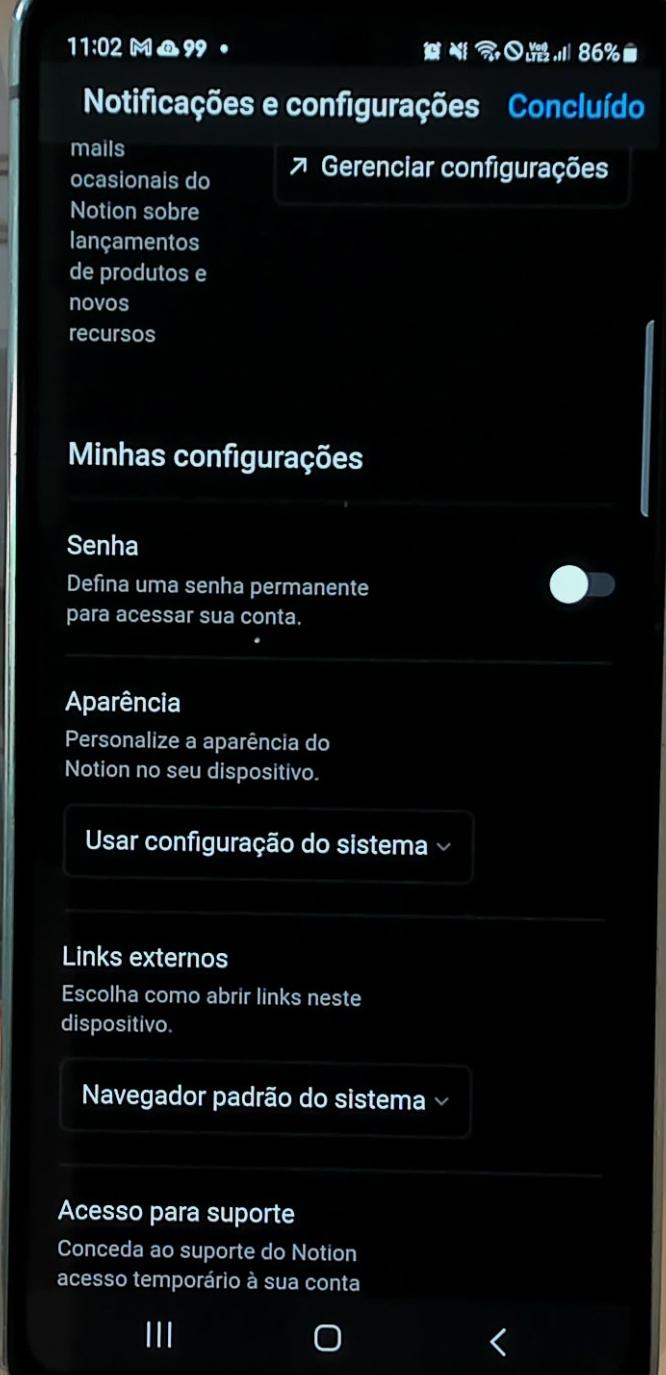 11:02 99 86%
Notificações e configurações Concluído
mails
ocasionais do
Notion sobre
lançamentos
de produtos e
novos
recursos
Gerenciar configurações
Minhas configurações
Senha
Defina uma senha permanente
para acessar sua conta.
Aparência
Personalize a aparência do
Notion no seu dispositivo.
Usar configuração do sistema
Links externos
Escolha como abrir links neste
dispositivo.
Navegador padrão do sistema
Acesso para suporte
Conceda ao suporte do Notion
acesso temporário à sua conta